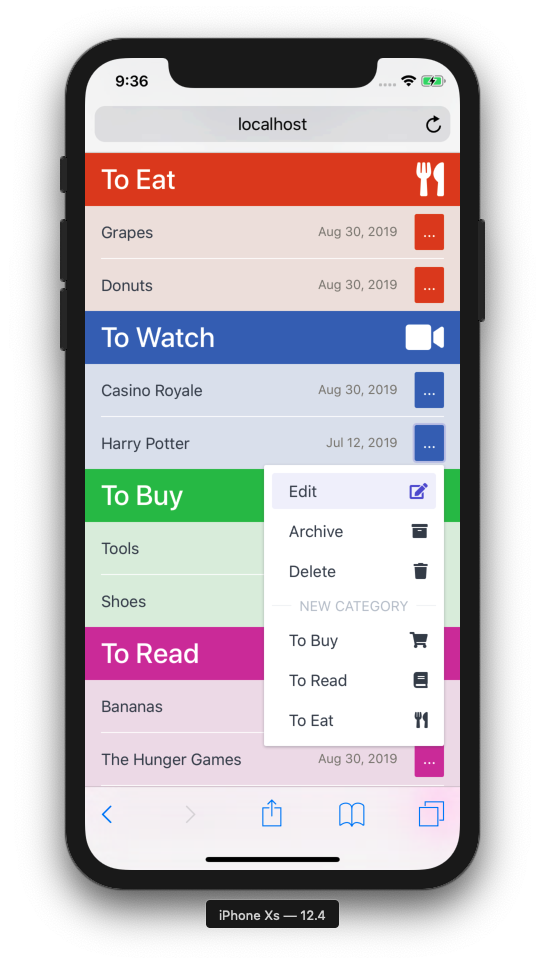 9:36
localhost
To Eat
Grapes Aug 30, 2019 ...
Donuts Aug 30, 2019 ...
To Watch
Casino Royale Aug 30, 2019 ...
Harry Potter Jul 12, 2019 ...
To Buy
Tools
Shoes
To Read
Bananas
The Hunger Games Aug 30, 2019 ...
Edit
Archive
Delete
NEW CATEGORY
To Buy
To Read
To Eat
iPhone Xs — 12.4